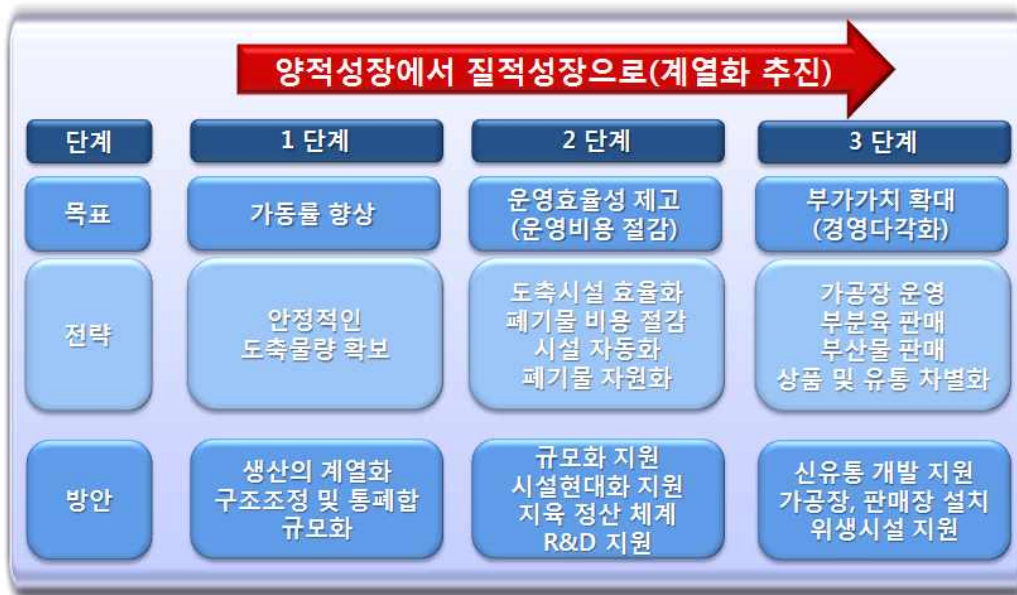 양적성장에서 질적성장으로(계열화 추진)
단계
1 단계
2 단계
3 단계
목표
가동률 향상
운영효율성 제고
(운영비용 절감)
부가가치 확대
(경영다각화)
전략
안정적인
도축물량 확보
도축시설 효율화
폐기물 비용 절감
시설 자동화
폐기물 자원화
가공장 운영
부분육 판매
부산물 판매
상품 및 유통 차별화
방안
생산의 계열화
구조조정 및 통폐합
규모화
규모화 지원
시설현대화 지원
지육 정산 체계
R&D 지원
신유통 개발 지원
가공장, 판매장 설치
위생시설 지원